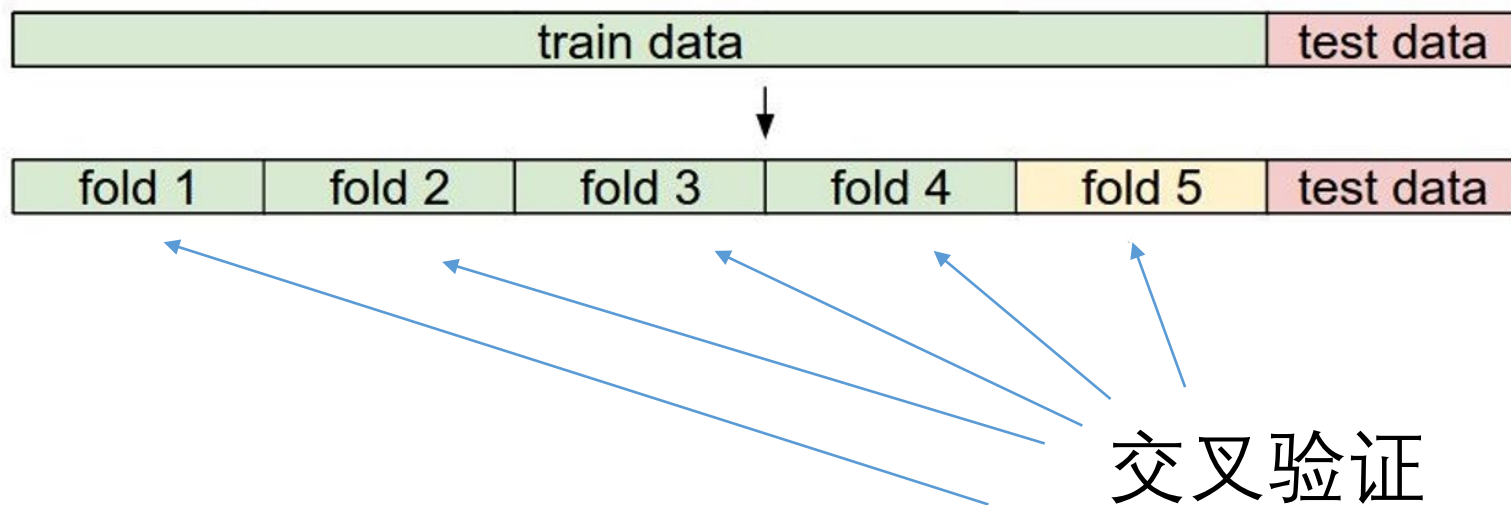 train data test data
fold 1 fold 2 fold 3 fold 4 fold 5 test data
交叉验证